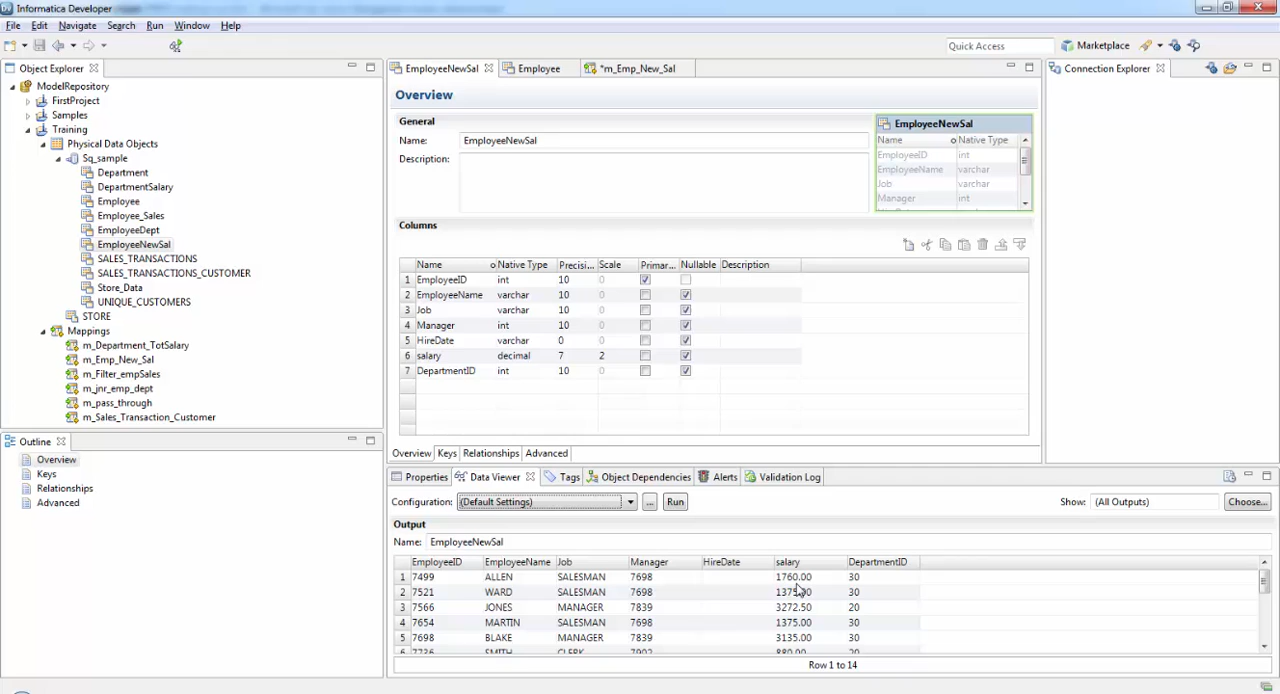 Informatica Developer
File Edit Navigate Search Run Window Help
Quick Access Marketplace
Object Explorer
ModelRepository
FirstProject
Samples
Training
Physical Data Objects
Sq_sample
Department
DepartmentSalary
Employee
Employee_Sales
EmployeeDept
EmployeeNewSal
SALES_TRANSACTIONS
SALES_TRANSACTIONS_CUSTOMER
Store_Data
UNIQUE_CUSTOMERS
STORE
Mappings
m_Department_TotSalary
m_Emp_New_Sal
m_Filter_empSales
m_jnr_emp_dept
m_pass_through
m_Sales_Transaction_Customer
Outline
Overview
Keys
Relationships
Advanced
EmployeeNewSal Employee *m_Emp_New_Sal
Overview
General
Name: EmployeeNewSal
Description:
EmployeeNewSal
Name Native Type
EmployeeID int
EmployeeName varchar
Job varchar
Manager int
Columns
Name Native Type Precisi... Scale Primar... Nullable Description
1 EmployeeID int 10 0
2 EmployeeName varchar 10 0
3 Job varchar 10 0
4 Manager int 10 0
5 HireDate varchar 0 0
6 salary decimal 7 2
7 DepartmentID int 10 0
Overview Keys Relationships Advanced
Connection Explorer
Properties Data Viewer Tags Object Dependencies Alerts Validation Log
Configuration: (Default Settings) ... Run Show: (All Outputs) Choose...
Output
Name: EmployeeNewSal
EmployeeID EmployeeName Job Manager HireDate salary DepartmentID
1 7499 ALLEN SALESMAN 7698 1760.00 30
2 7521 WARD SALESMAN 7698 1375.00 30
3 7566 JONES MANAGER 7839 3272.50 20
4 7654 MARTIN SALESMAN 7698 1375.00 30
5 7698 BLAKE MANAGER 7839 3135.00 30
SMITH CLERK 7902 880.00 20
Row 1 to 14